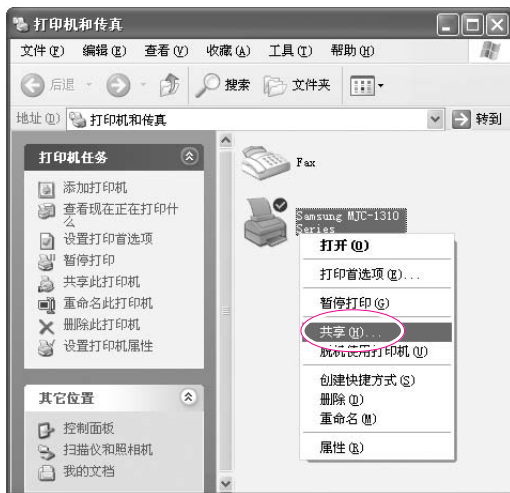 打印机和传真
文件(F) 编辑(E) 查看(V) 收藏(A) 工具(T) 帮助(H)
后退 搜索 文件夹
地址(D) 打印机和传真 转到
打印机任务
添加打印机
查看现在正在打印什
么
设置打印首选项
暂停打印
共享此打印机
重命名此打印机
删除此打印机
设置打印机属性
其它位置
控制面板
扫描仪和照相机
我的文档
Fax
Samsung MJC-1310
Series
打开(O)
打印首选项(E)...
暂停打印(G)
共享(H)...
脱机使用打印机(U)
创建快捷方式(S)
删除(D)
重命名(M)
属性(R)